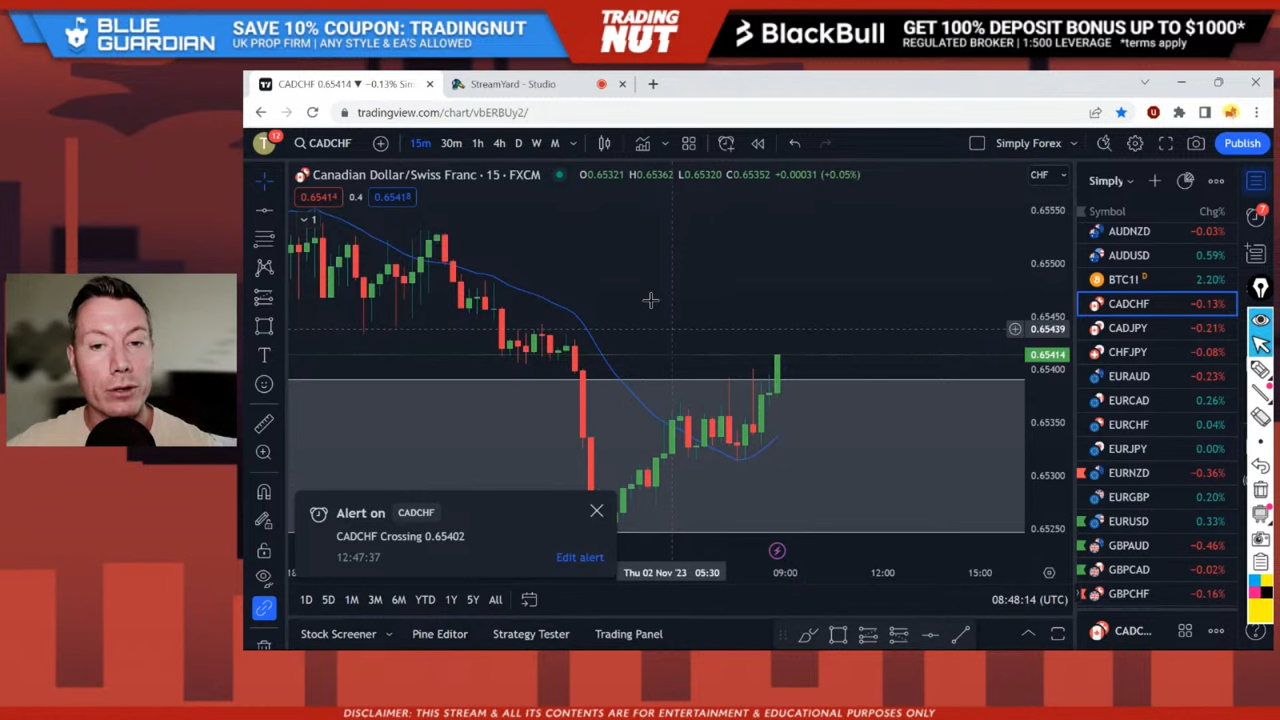 BLUE GUARDIAN
SAVE 10% COUPON: TRADINGNUT
UK PROP FIRM | ANY STYLE & EA'S ALLOWED
TRADING NUT
BlackBull
GET 100% DEPOSIT BONUS UP TO $1000*
REGULATED BROKER | 1:500 LEVERAGE *terms apply
CADCHF 0.65414 ▼ −0.13% Sim
StreamYard - Studio
tradingview.com/chart/vbERBUy2/
T 12
CADCHF
15m 30m 1h 4h D W M
Simply Forex
Publish
Canadian Dollar/Swiss Franc · 15 · FXCM
O0.65321 H0.65362 L0.65320 C0.65352 +0.00031 (+0.05%)
CHF
0.65414 0.4 0.65418
1
0.65550
0.65500
0.65450
0.65439
0.65414
0.65400
0.65350
0.65300
0.65250
Alert on CADCHF
CADCHF Crossing 0.65402
12:47:37
Edit alert
18
Thu 02 Nov '23 05:30
09:00
12:00
15:00
1D 5D 1M 3M 6M YTD 1Y 5Y All
08:48:14 (UTC)
Stock Screener Pine Editor Strategy Tester Trading Panel
Simply
7
Symbol Chg%
AUDNZD −0.03%
AUDUSD 0.59%
BTC1! D 2.20%
CADCHF −0.13%
CADJPY −0.21%
CHFJPY −0.08%
EURAUD −0.23%
EURCAD 0.26%
EURCHF 0.04%
EURJPY 0.00%
EURNZD −0.36%
EURGBP 0.20%
EURUSD 0.33%
GBPAUD −0.46%
GBPCAD −0.02%
GBPCHF −0.16%
CADC...
DISCLAIMER: THIS STREAM & ALL ITS CONTENTS ARE FOR ENTERTAINMENT & EDUCATIONAL PURPOSES ONLY